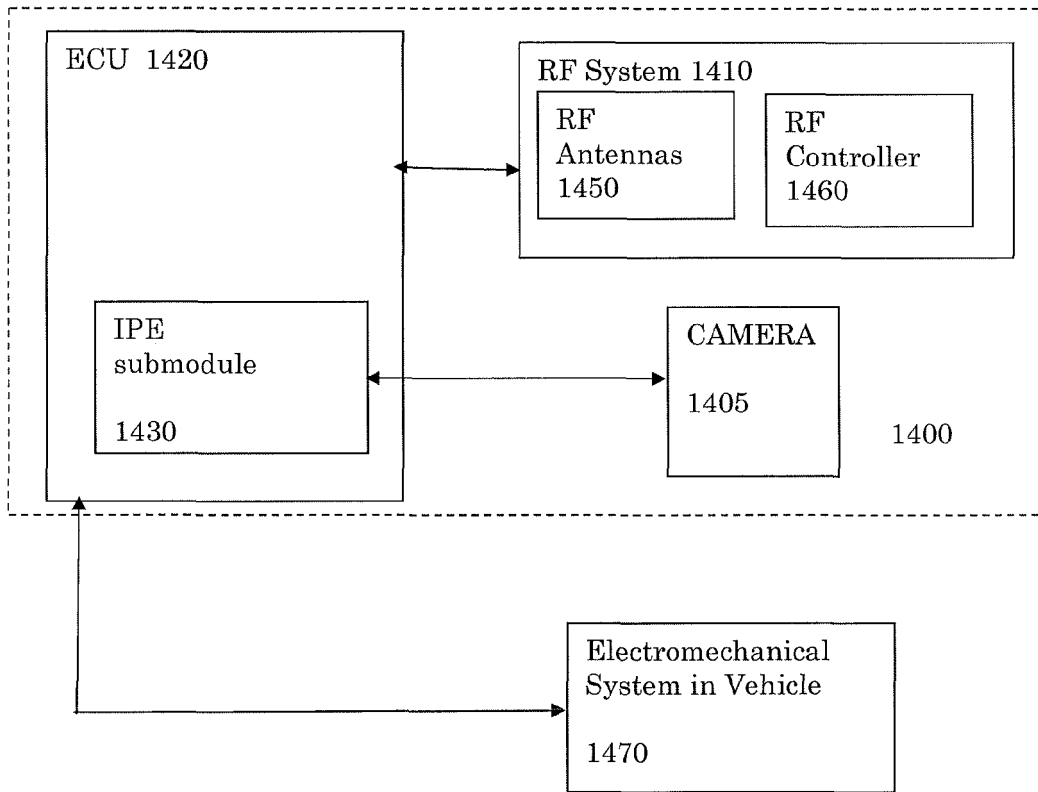 ECU 1420
RF System 1410
RF
Antennas
1450
RF
Controller
1460
IPE
submodule
1430
CAMERA
1405
1400
Electromechanical
System in Vehicle
1470